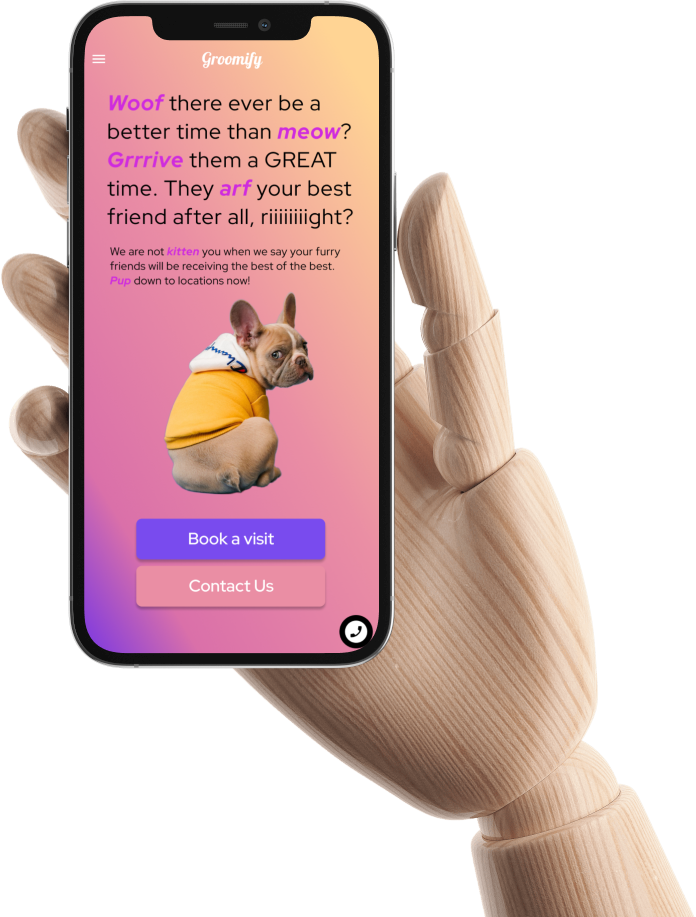 Groomify
Woof there ever be a
better time than meow?
Grrrive them a GREAT
time. They arf your best
friend after all, riiiiiiiight?
We are not kitten you when we say your furry
friends will be receiving the best of the best.
Pup down to locations now!
Champ
Book a visit
Contact Us